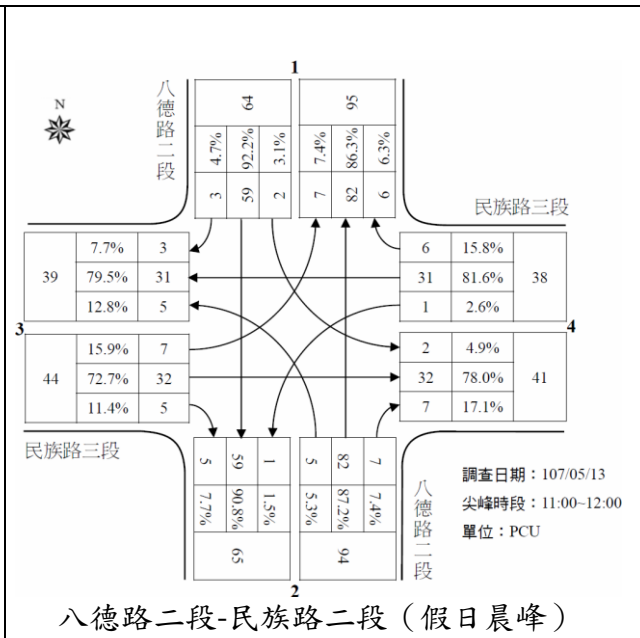 1
N
八德路二段
64
4.7% 92.2% 3.1%
3 59 2
95
7.4% 86.3% 6.3%
7 82 6
民族路三段
39
7.7% 3
79.5% 31
12.8% 5
6 15.8%
31 81.6%
1 2.6%
38
3
4
44
15.9% 7
72.7% 32
11.4% 5
2 4.9%
32 78.0%
7 17.1%
41
民族路三段
5 59 1
7.7% 90.8% 1.5%
65
5 82 7
5.3% 87.2% 7.4%
94
八德路二段
調查日期：107/05/13
尖峰時段：11:00~12:00
單位：PCU
2
八德路二段-民族路二段（假日晨峰）